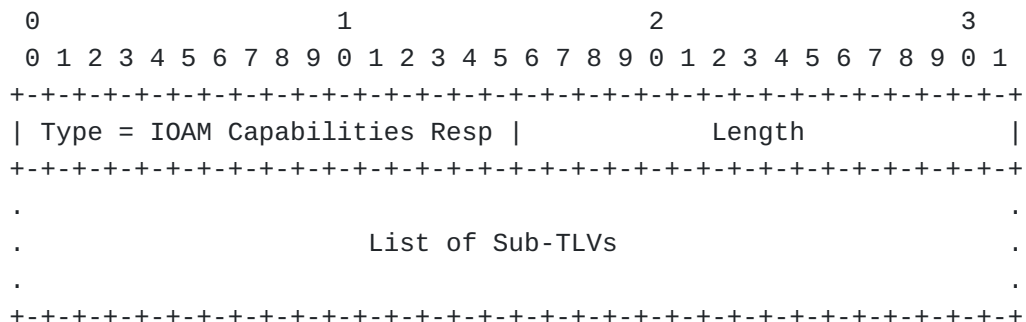 0                   1                   2                   3
 0 1 2 3 4 5 6 7 8 9 0 1 2 3 4 5 6 7 8 9 0 1 2 3 4 5 6 7 8 9 0 1
+-+-+-+-+-+-+-+-+-+-+-+-+-+-+-+-+-+-+-+-+-+-+-+-+-+-+-+-+-+-+-+-+
| Type = IOAM Capabilities Resp |            Length             |
+-+-+-+-+-+-+-+-+-+-+-+-+-+-+-+-+-+-+-+-+-+-+-+-+-+-+-+-+-+-+-+-+
.                                                               .
.                      List of Sub-TLVs                         .
.                                                               .
+-+-+-+-+-+-+-+-+-+-+-+-+-+-+-+-+-+-+-+-+-+-+-+-+-+-+-+-+-+-+-+-+